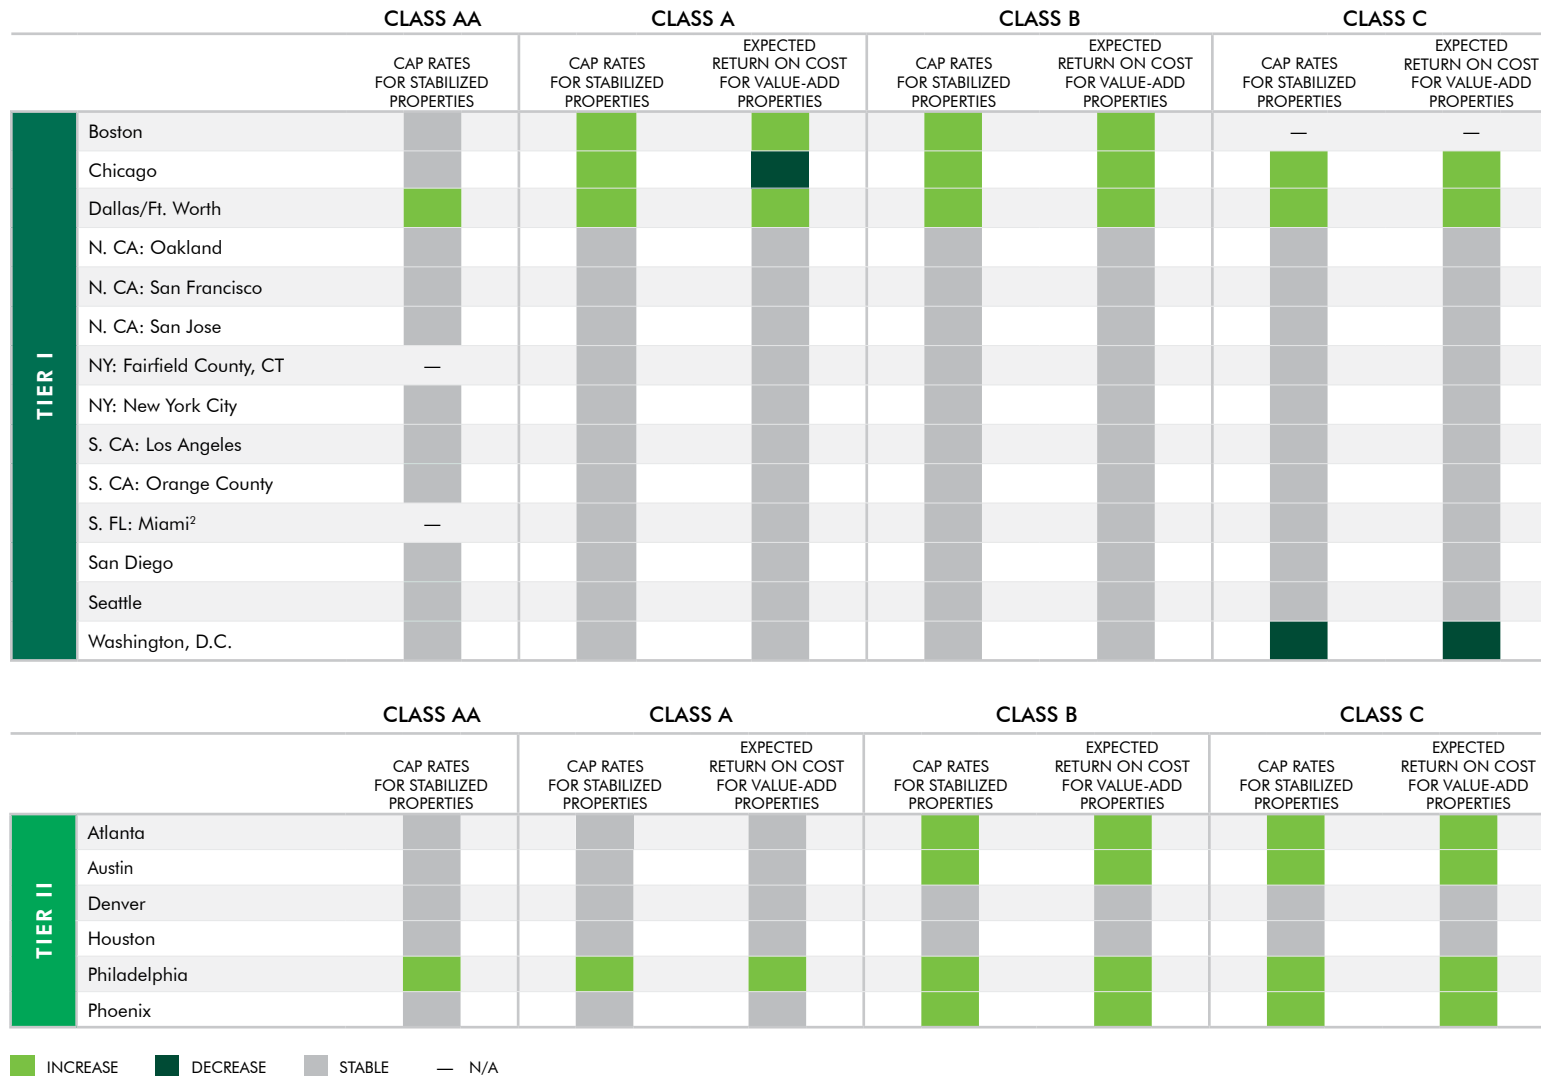 CLASS AA CLASS A CLASS B CLASS C
CAP RATES FOR STABILIZED PROPERTIES
CAP RATES FOR STABILIZED PROPERTIES
EXPECTED RETURN ON COST FOR VALUE-ADD PROPERTIES
CAP RATES FOR STABILIZED PROPERTIES
EXPECTED RETURN ON COST FOR VALUE-ADD PROPERTIES
CAP RATES FOR STABILIZED PROPERTIES
EXPECTED RETURN ON COST FOR VALUE-ADD PROPERTIES
TIER I
Boston — —
Chicago
Dallas/Ft. Worth
N. CA: Oakland
N. CA: San Francisco
N. CA: San Jose
NY: Fairfield County, CT —
NY: New York City
S. CA: Los Angeles
S. CA: Orange County
S. FL: Miami² —
San Diego
Seattle
Washington, D.C.
CLASS AA CLASS A CLASS B CLASS C
CAP RATES FOR STABILIZED PROPERTIES
CAP RATES FOR STABILIZED PROPERTIES
EXPECTED RETURN ON COST FOR VALUE-ADD PROPERTIES
CAP RATES FOR STABILIZED PROPERTIES
EXPECTED RETURN ON COST FOR VALUE-ADD PROPERTIES
CAP RATES FOR STABILIZED PROPERTIES
EXPECTED RETURN ON COST FOR VALUE-ADD PROPERTIES
TIER II
Atlanta
Austin
Denver
Houston
Philadelphia
Phoenix
INCREASE DECREASE STABLE — N/A